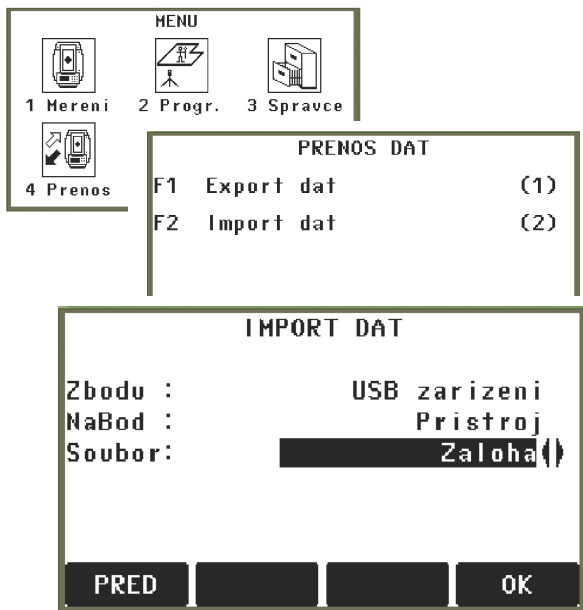 MENU
1 Mereni 2 Progr. 3 Spravce
4 Prenos
PRENOS DAT
F1 Export dat (1)
F2 Import dat (2)
IMPORT DAT
Zbodu : USB zarizeni
NaBod : Pristroj
Soubor: Zaloha
PRED OK